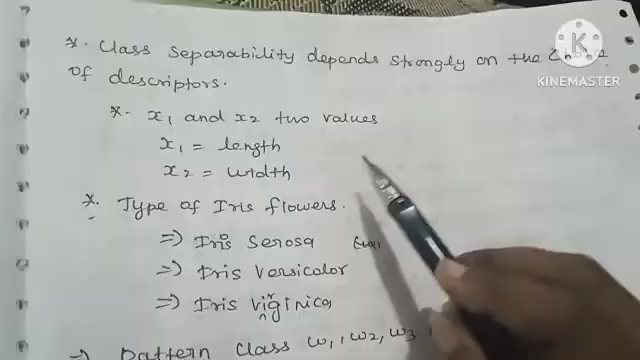 *. Class Separability depends strongly on the
of descriptors.
*. x₁ and x₂ two values
x₁ = length
x₂ = width
*. Type of Iris flowers.
=> Iris Serosa
=> Iris Versicolor
=> Iris Virginica
=> Pattern Class ω₁, ω₂, ω₃
KINEMASTER